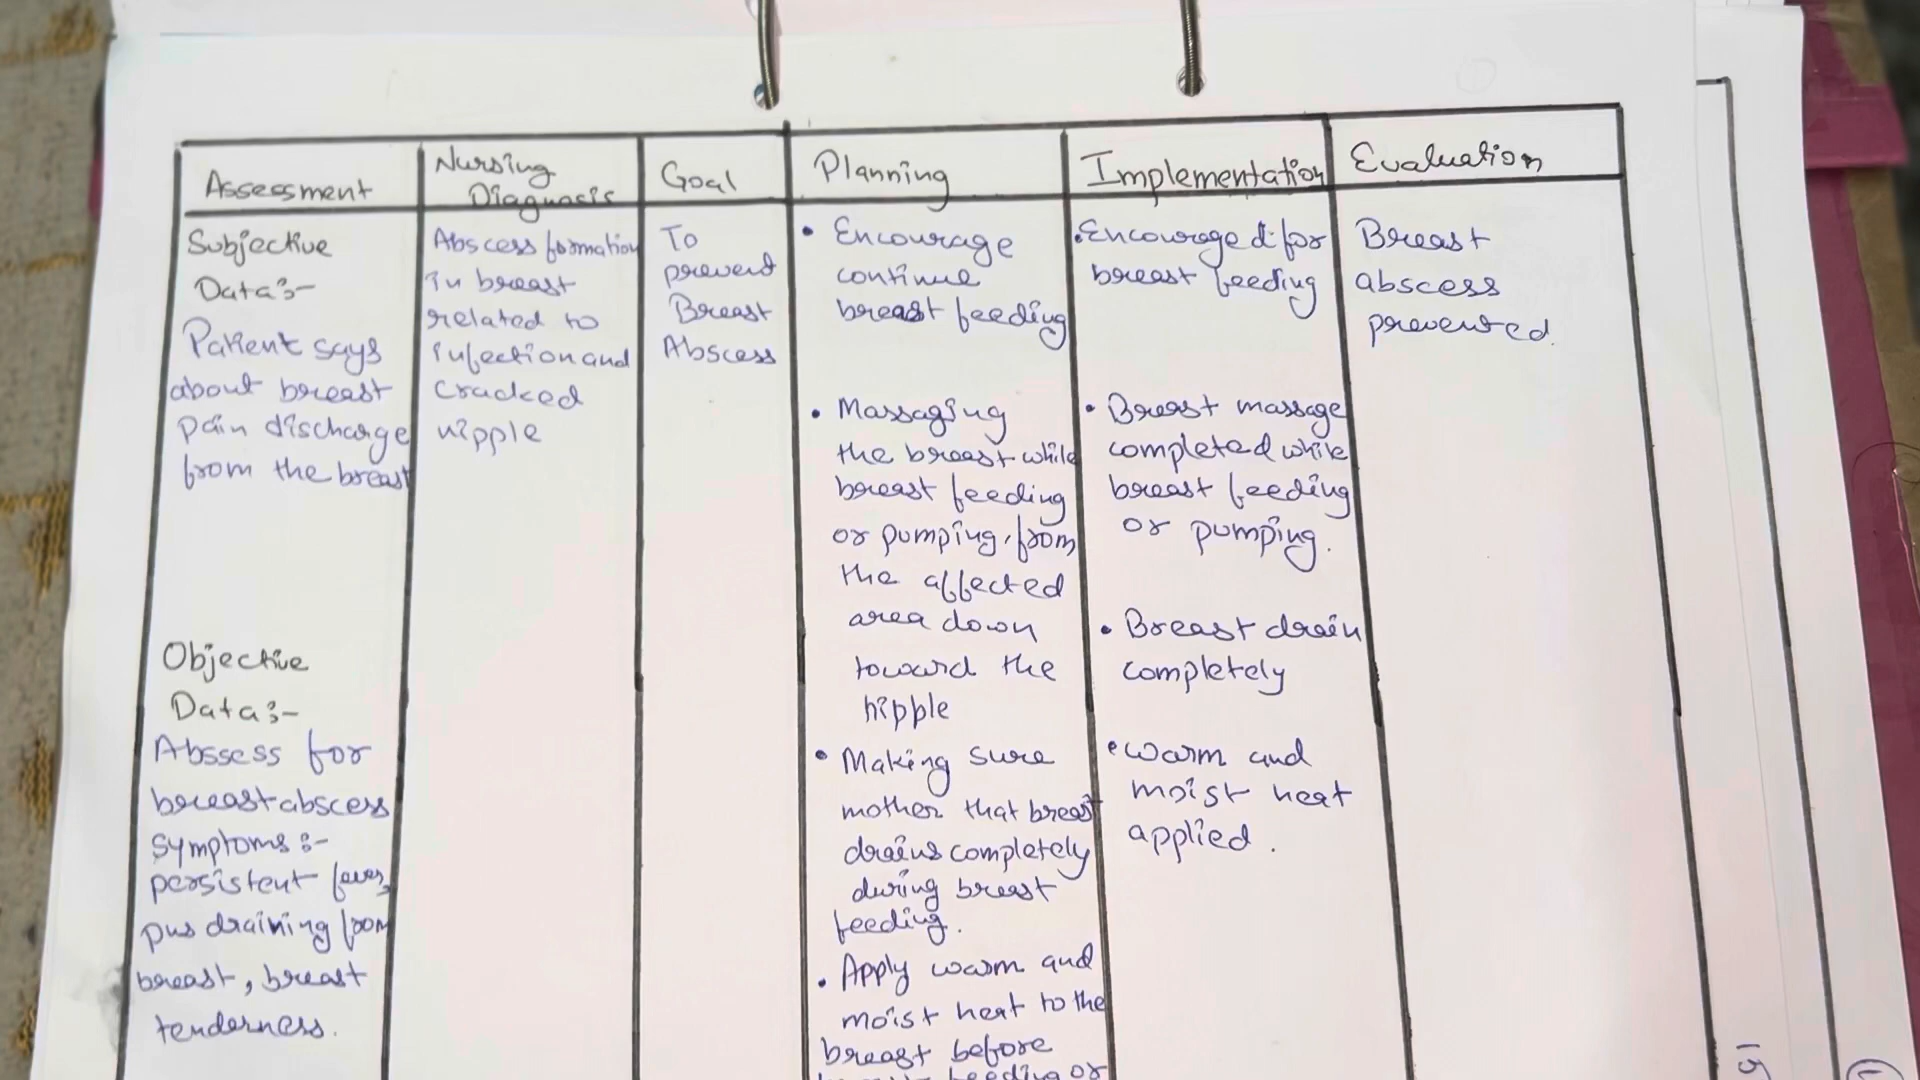 Assessment
Nursing
Diagnosis
Goal
Planning
Implementation
Evaluation
Subjective
Data:-
Patient says
about breast
pain discharge
from the breast
Objective
Data:-
Abssess for
breast abscess
symptoms:-
persistent fever,
pus draining from
breast, breast
tenderness.
Abscess formation
in breast
related to
infection and
cracked
nipple
To
prevent
Breast
Abscess
• Encourage
continue
breast feeding
• Massaging
the breast while
breast feeding
or pumping, from
the affected
area down
toward the
nipple
• Making sure
mother that breast
drains completely
during breast
feeding.
• Apply warm and
moist heat to the
breast before
feeding or
• Encouraged for
breast feeding
• Breast massage
completed while
breast feeding
or pumping.
• Breast drain
completely
• warm and
moist heat
applied.
Breast
abscess
prevented.
15